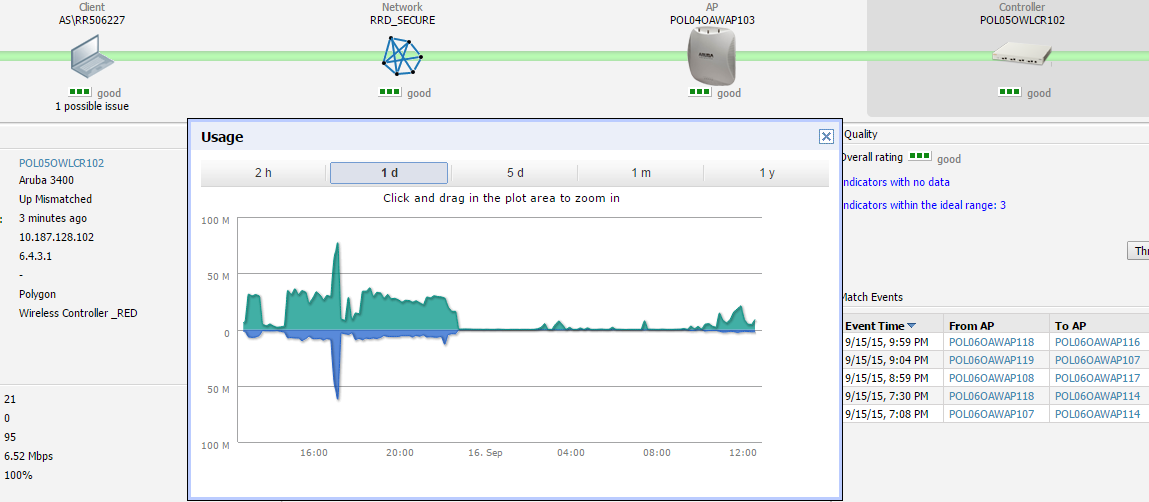 Client
Network
AP
Controller
AS\RR506227
RRD_SECURE
POL04OAWAP103
POL05OWLCR102
good
good
good
good
1 possible issue
POL05OWLCR102
Aruba 3400
Up Mismatched
3 minutes ago
10.187.128.102
6.4.3.1
-
Polygon
Wireless Controller _RED
21
0
95
6.52 Mbps
100%
Usage
2 h
1 d
5 d
1 m
1 y
Click and drag in the plot area to zoom in
100 M
50 M
0
50 M
100 M
16:00
20:00
16. Sep
04:00
08:00
12:00
Quality
Overall rating
good
ndicators with no data
ndicators within the ideal range: 3
Thr
Match Events
Event Time From AP To AP
9/15/15, 9:59 PM POL06OAWAP118 POL06OAWAP116
9/15/15, 9:04 PM POL06OAWAP119 POL06OAWAP107
9/15/15, 8:59 PM POL06OAWAP108 POL06OAWAP117
9/15/15, 7:30 PM POL06OAWAP118 POL06OAWAP114
9/15/15, 7:08 PM POL06OAWAP107 POL06OAWAP114